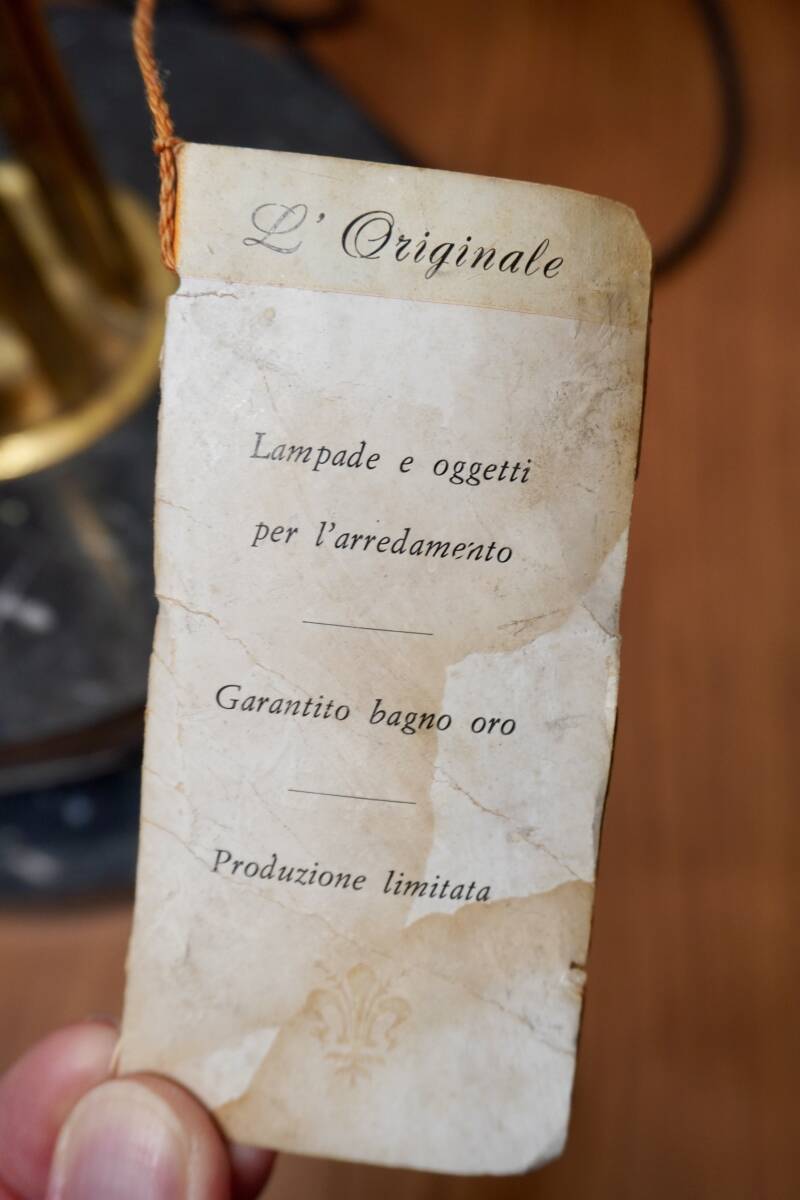 L' Originale
Lampade e oggetti
per l'arredamento
Garantito bagno oro
Produzione limitata